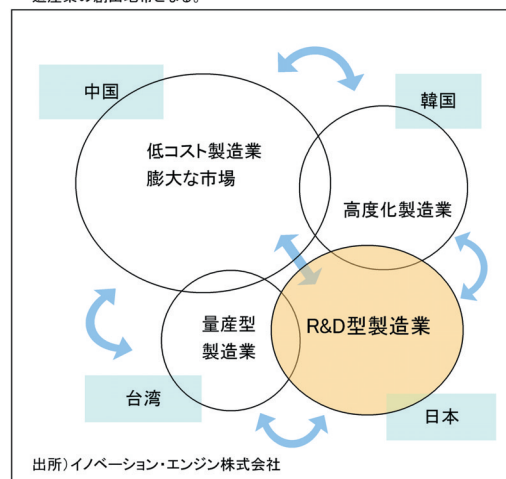 中国
韓国
低コスト製造業
膨大な市場
高度化製造業
量産型
製造業
R&D型製造業
台湾
日本
出所）イノベーション・エンジン株式会社